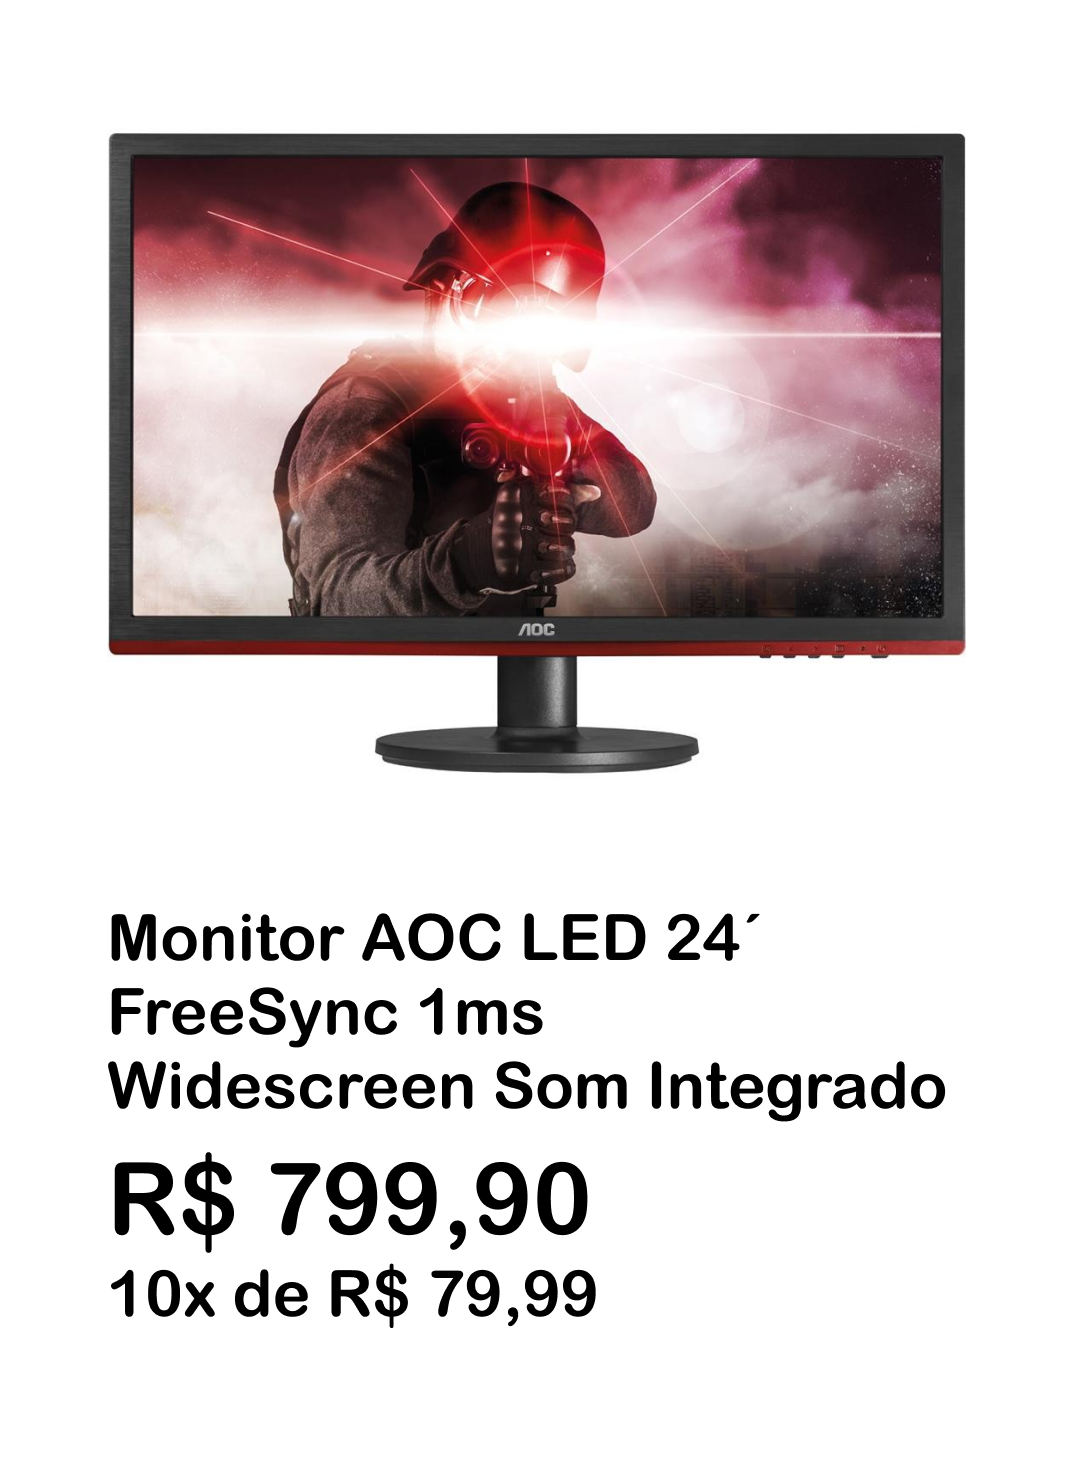 AOC
Monitor AOC LED 24´
FreeSync 1ms
Widescreen Som Integrado
R$ 799,90
10x de R$ 79,99